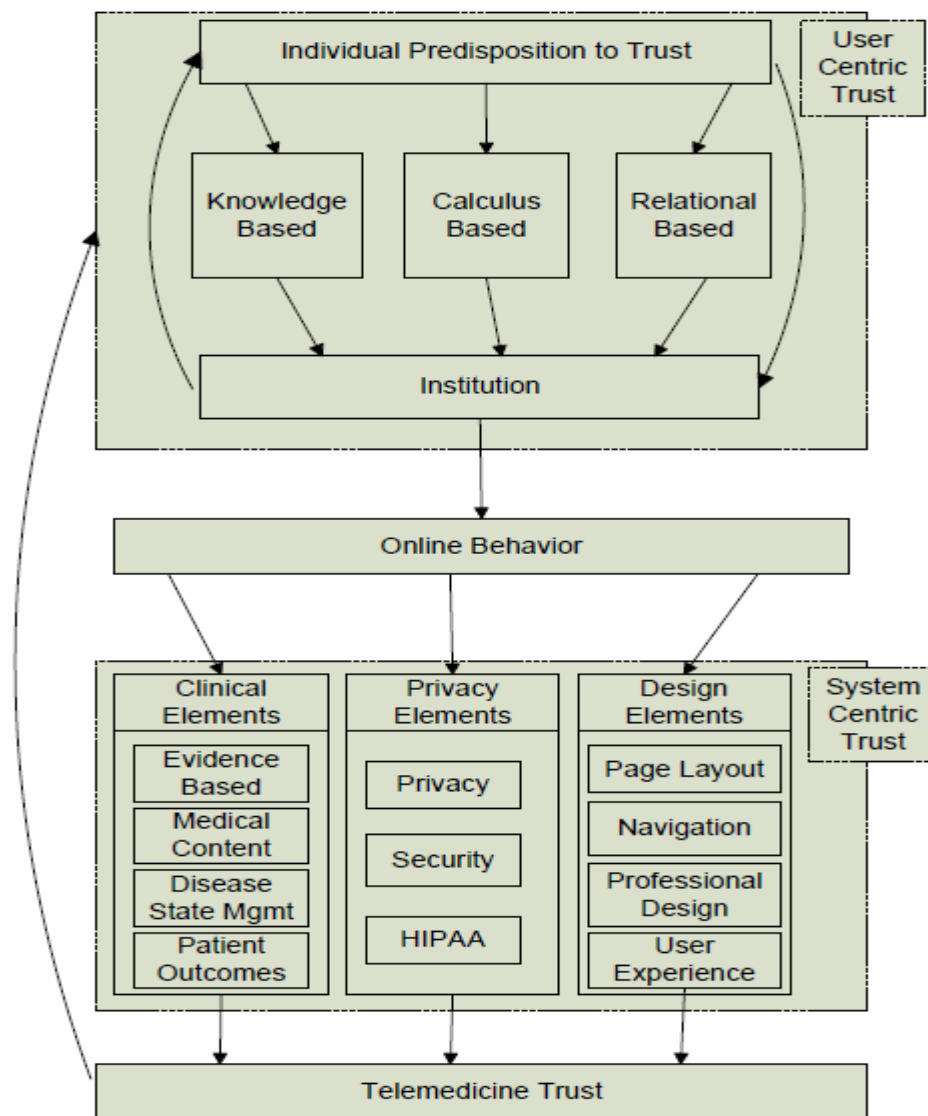 Individual Predisposition to Trust
User
Centric
Trust
Knowledge
Based
Calculus
Based
Relational
Based
Institution
Online Behavior
Clinical
Elements
Privacy
Elements
Design
Elements
System
Centric
Trust
Evidence
Based
Medical
Content
Disease
State Mgmt
Patient
Outcomes
Privacy
Security
HIPAA
Page Layout
Navigation
Professional
Design
User
Experience
Telemedicine Trust